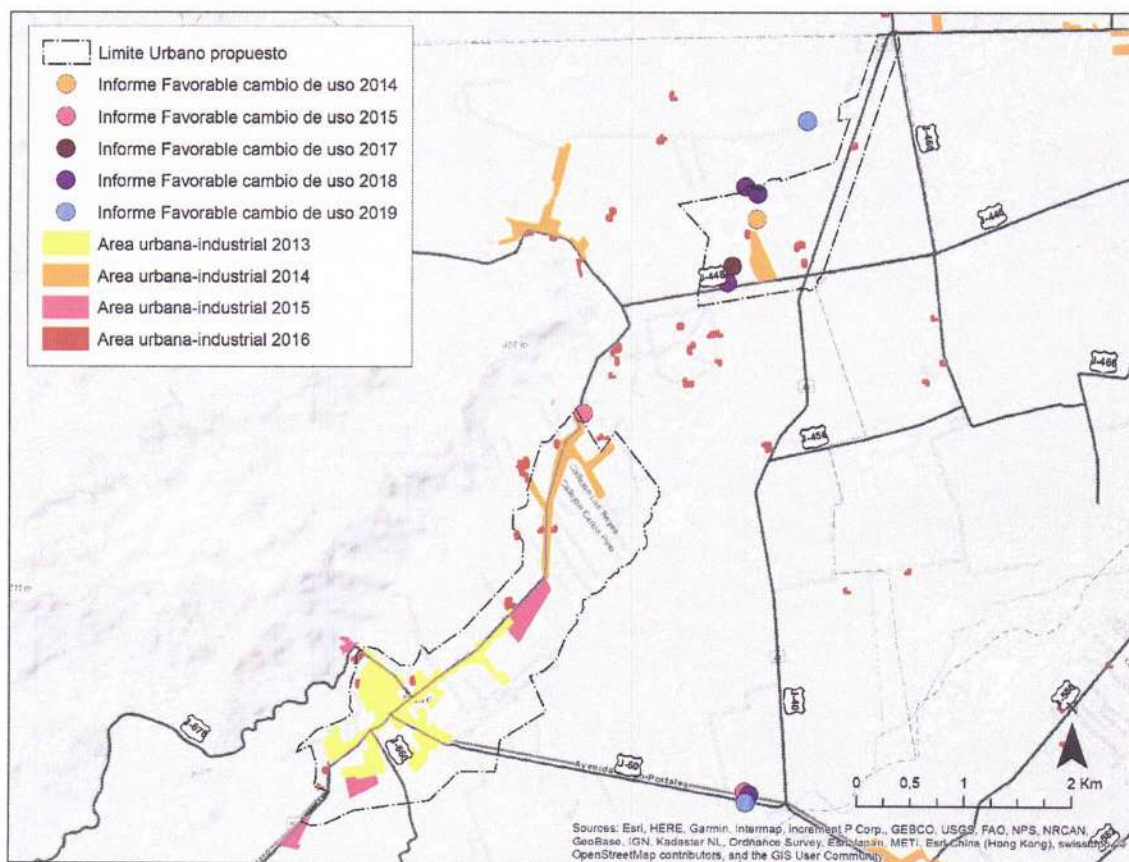 Limite Urbano propuesto
Informe Favorable cambio de uso 2014
Informe Favorable cambio de uso 2015
Informe Favorable cambio de uso 2017
Informe Favorable cambio de uso 2018
Informe Favorable cambio de uso 2019
Area urbana-industrial 2013
Area urbana-industrial 2014
Area urbana-industrial 2015
Area urbana-industrial 2016
J-448
J-456
J-466
J-40
J-60
0 0,5 1 2 Km
Sources: Esri, HERE, Garmin, Intermap, increment P Corp., GEBCO, USGS, FAO, NPS, NRCAN,
GeoBase, IGN, Kadaster NL, Ordnance Survey, Esri Japan, METI, Esri China (Hong Kong), swisstopo, ©
OpenStreetMap contributors, and the GIS User Community